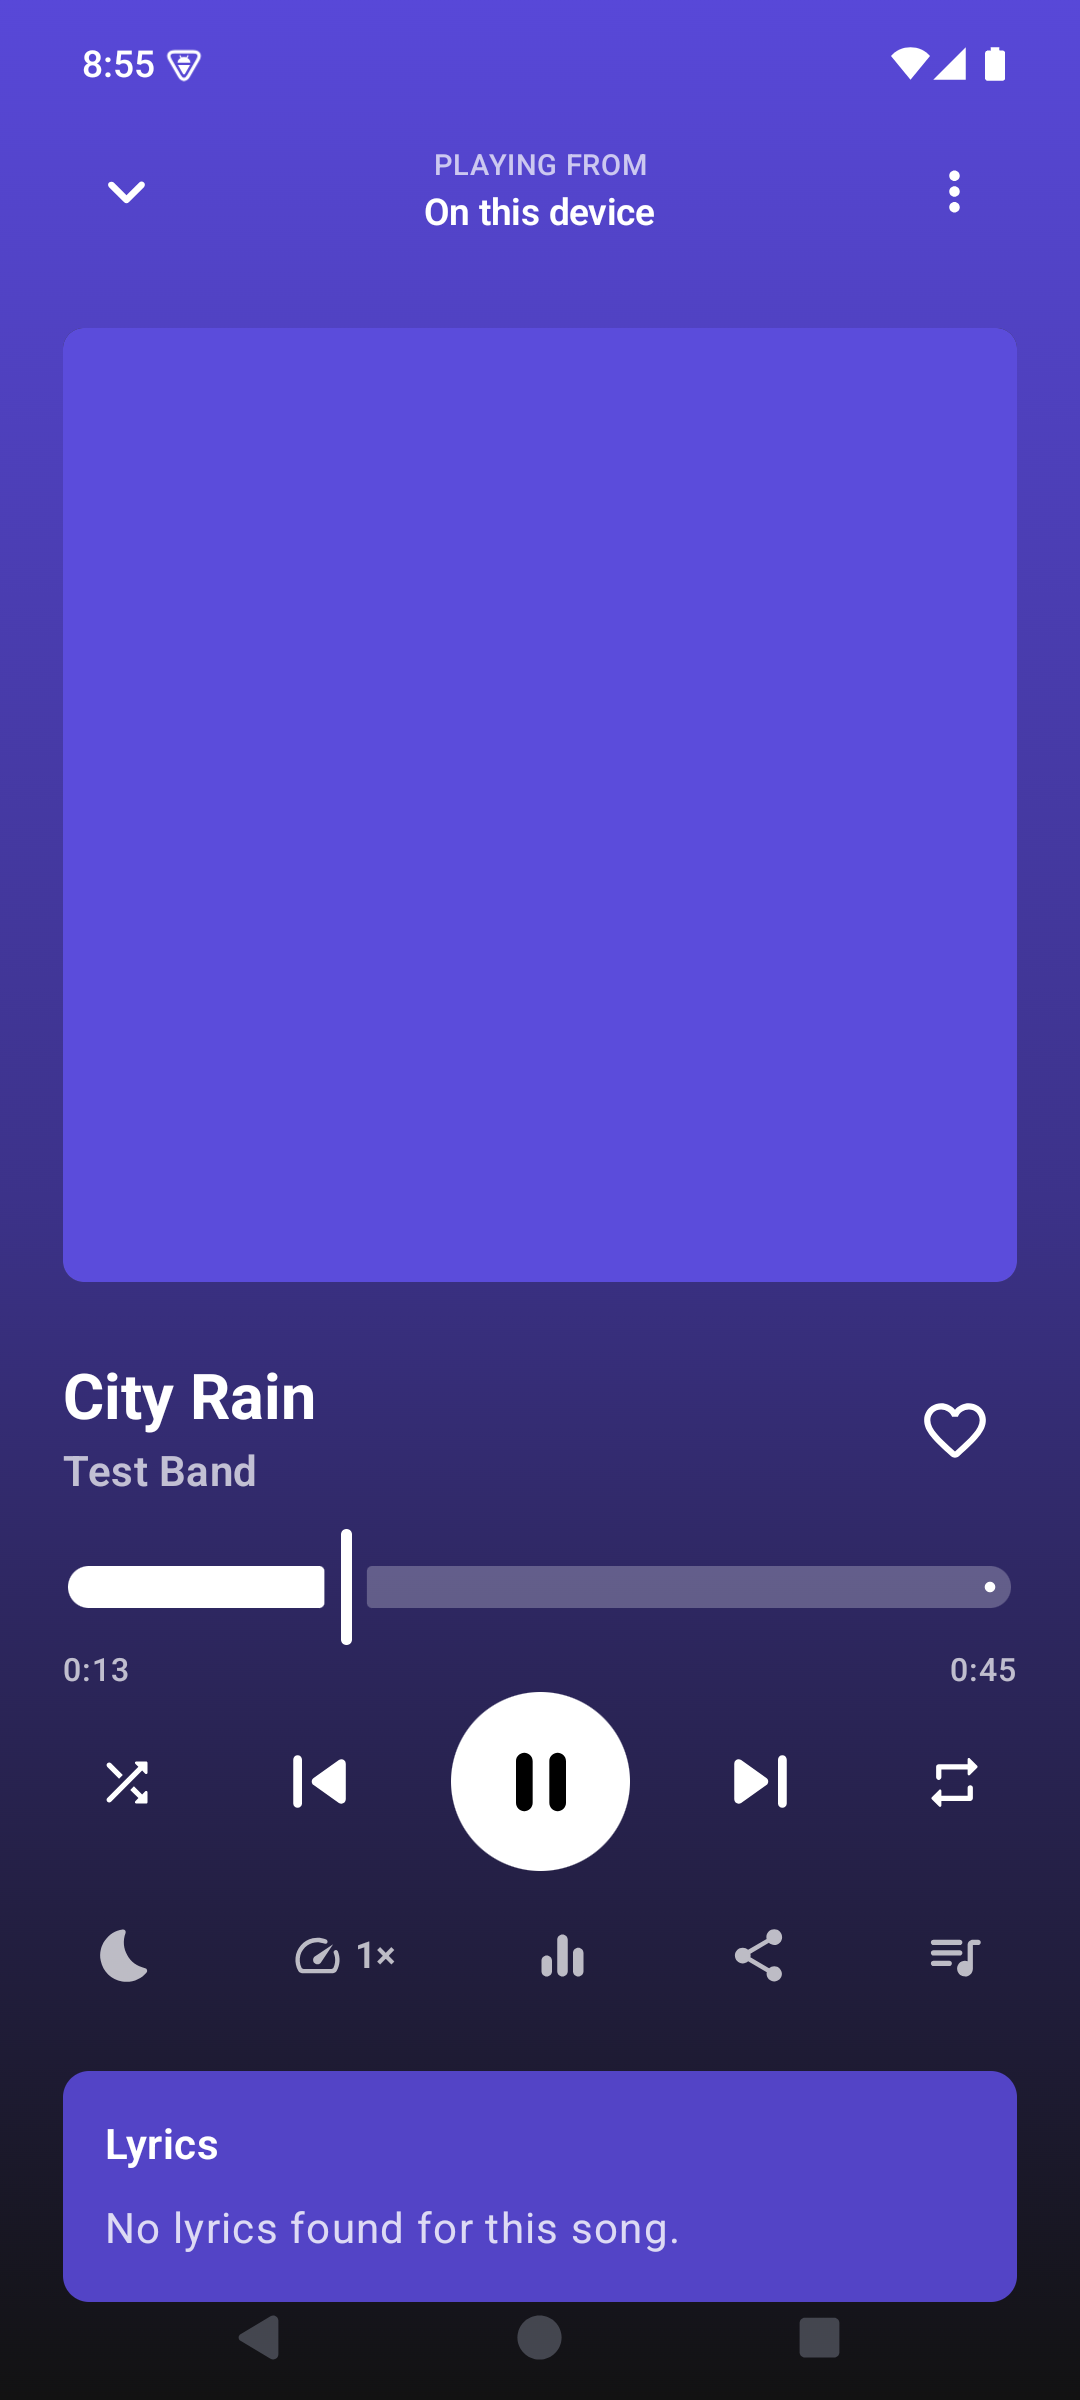 8:55
PLAYING FROM
On this device
City Rain
Test Band
0:13
0:45
1×
Lyrics
No lyrics found for this song.